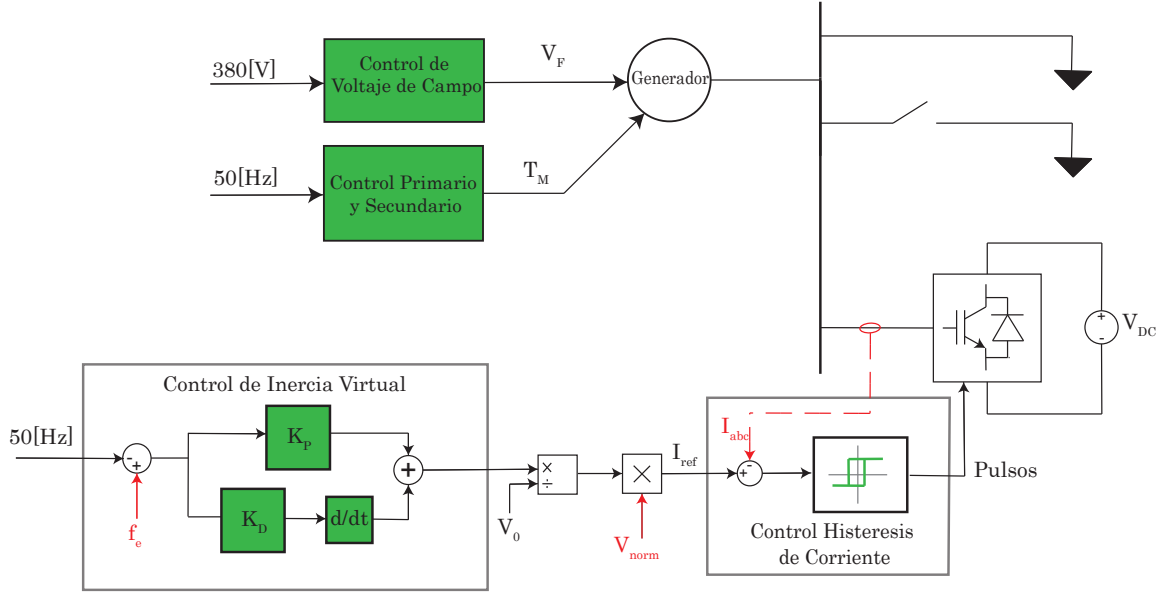 380[V]
Control de
Voltaje de Campo
V_F
Generador
50[Hz]
Control Primario
y Secundario
T_M
+
-
V_DC
Control de Inercia Virtual
50[Hz]
-
+
f_e
K_P
K_D
d/dt
+
×
÷
V_0
×
V_norm
I_ref
I_abc
+
-
Control Histeresis
de Corriente
Pulsos